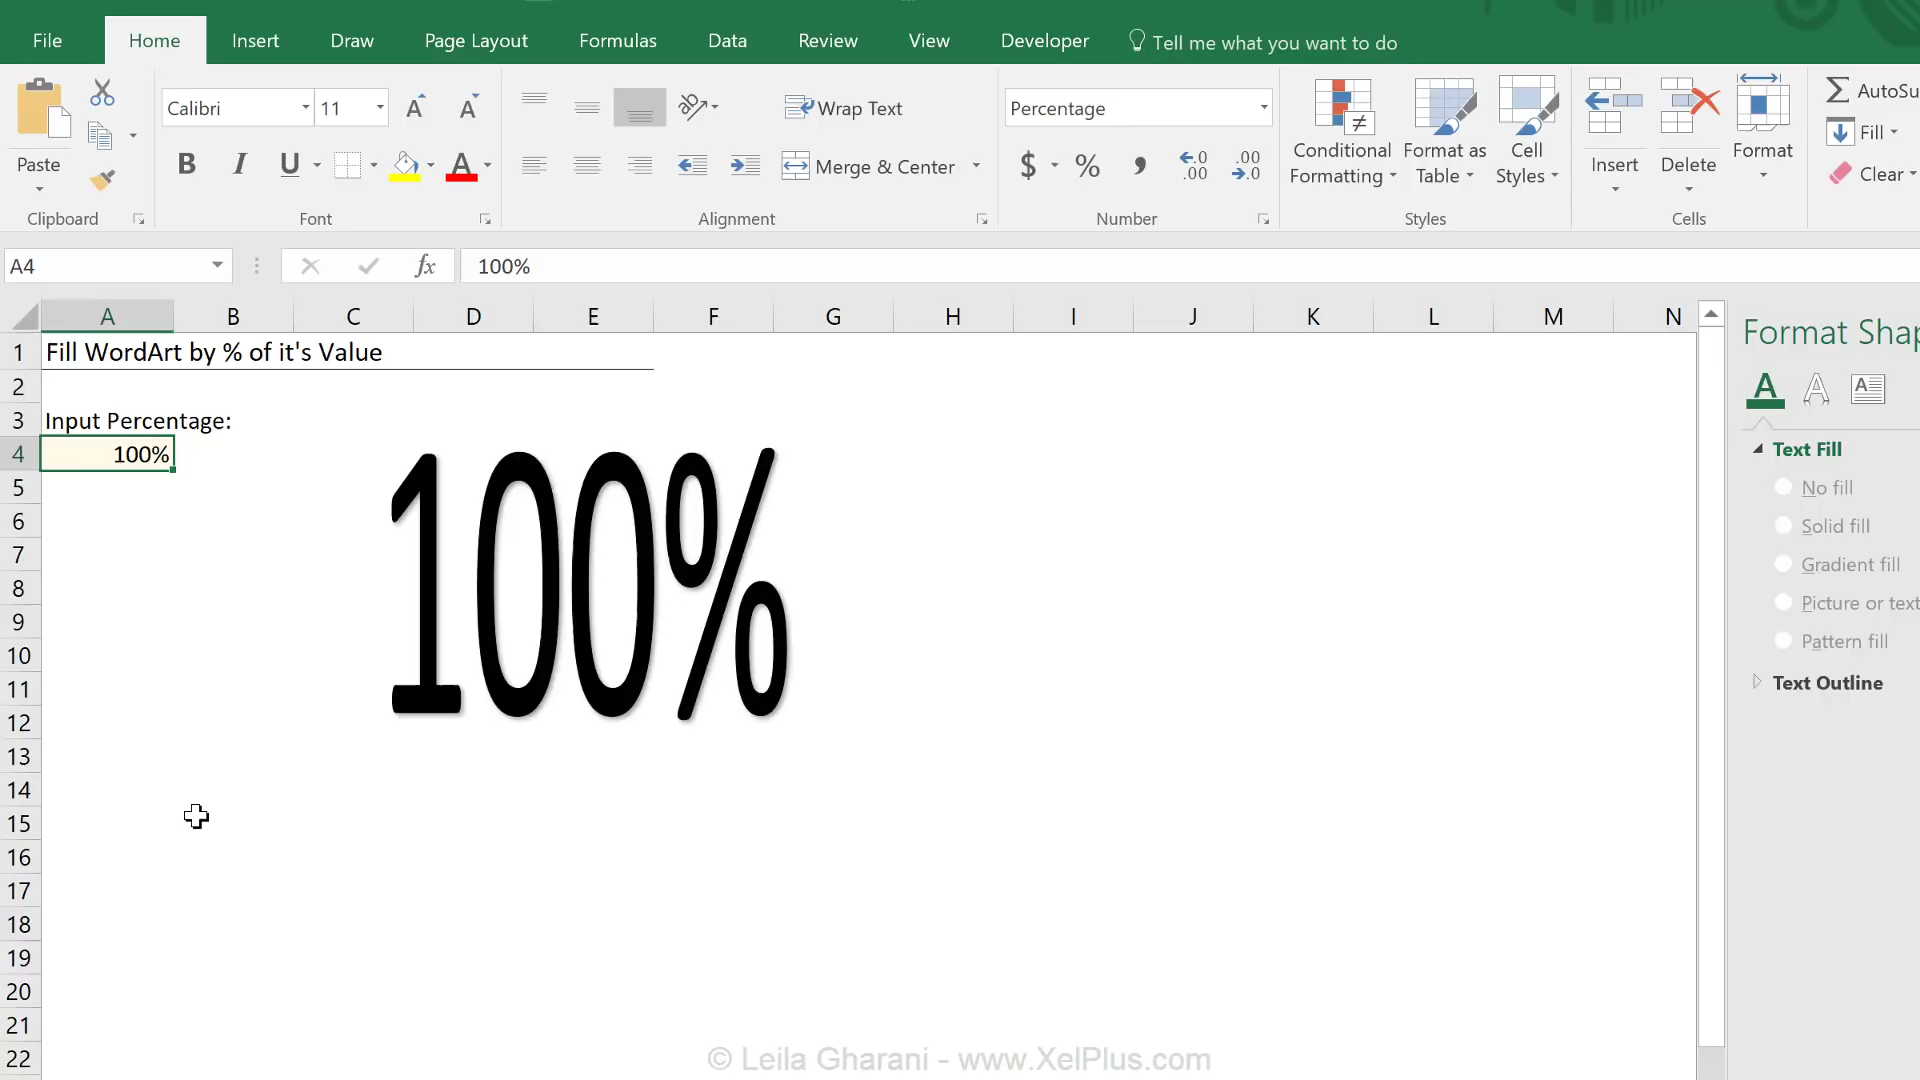 File Home Insert Draw Page Layout Formulas Data Review View Developer Tell me what you want to do
Paste
Clipboard
Calibri 11
B I U A
Font
Wrap Text
Merge & Center
Alignment
Percentage
$ % , .0 .00 .00 .0
Number
Conditional Formatting
Format as Table
Cell Styles
Styles
Insert Delete Format
Cells
AutoSu
Fill
Clear
A4 fx 100%
A B C D E F G H I J K L M N
1 Fill WordArt by % of it's Value
2
3 Input Percentage:
4 100%
100%
5
6
7
8
9
10
11
12
13
14
15
16
17
18
19
20
21
22
Format Shap
Text Fill
No fill
Solid fill
Gradient fill
Picture or text
Pattern fill
Text Outline
© Leila Gharani - www.XelPlus.com